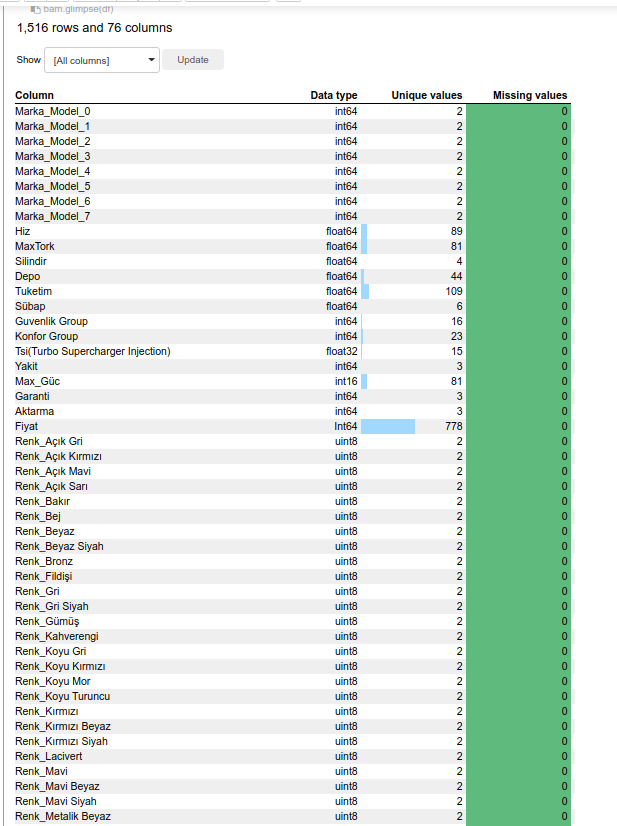 bam.glimpse(df)
1,516 rows and 76 columns
Show [All columns] Update
Column Data type Unique values Missing values
Marka_Model_0 int64 2 0
Marka_Model_1 int64 2 0
Marka_Model_2 int64 2 0
Marka_Model_3 int64 2 0
Marka_Model_4 int64 2 0
Marka_Model_5 int64 2 0
Marka_Model_6 int64 2 0
Marka_Model_7 int64 2 0
Hiz float64 89 0
MaxTork float64 81 0
Silindir float64 4 0
Depo float64 44 0
Tuketim float64 109 0
Sübap float64 6 0
Guvenlik Group int64 16 0
Konfor Group int64 23 0
Tsi(Turbo Supercharger Injection) float32 15 0
Yakit int64 3 0
Max_Güc int16 81 0
Garanti int64 3 0
Aktarma int64 3 0
Fiyat Int64 778 0
Renk_Açık Gri uint8 2 0
Renk_Açık Kırmızı uint8 2 0
Renk_Açık Mavi uint8 2 0
Renk_Açık Sarı uint8 2 0
Renk_Bakır uint8 2 0
Renk_Bej uint8 2 0
Renk_Beyaz uint8 2 0
Renk_Beyaz Siyah uint8 2 0
Renk_Bronz uint8 2 0
Renk_Fildişi uint8 2 0
Renk_Gri uint8 2 0
Renk_Gri Siyah uint8 2 0
Renk_Gümüş uint8 2 0
Renk_Kahverengi uint8 2 0
Renk_Koyu Gri uint8 2 0
Renk_Koyu Kırmızı uint8 2 0
Renk_Koyu Mor uint8 2 0
Renk_Koyu Turuncu uint8 2 0
Renk_Kırmızı uint8 2 0
Renk_Kırmızı Beyaz uint8 2 0
Renk_Kırmızı Siyah uint8 2 0
Renk_Lacivert uint8 2 0
Renk_Mavi uint8 2 0
Renk_Mavi Beyaz uint8 2 0
Renk_Mavi Siyah uint8 2 0
Renk_Metalik Beyaz uint8 2 0